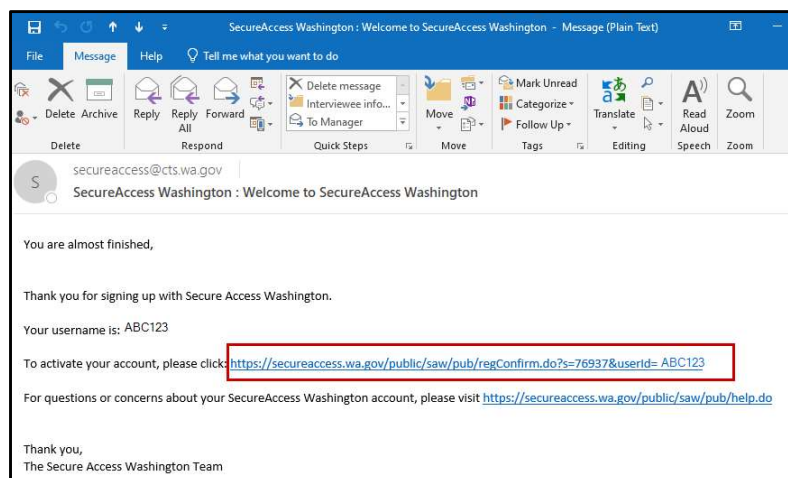 SecureAccess Washington : Welcome to SecureAccess Washington - Message (Plain Text)
File Message Help Tell me what you want to do
Delete Archive Reply Reply All Forward Delete message Interviewee info... To Manager Move Mark Unread Categorize Follow Up Translate Read Aloud Zoom
Delete Respond Quick Steps Move Tags Editing Speech Zoom
S
secureaccess@cts.wa.gov
SecureAccess Washington : Welcome to SecureAccess Washington
You are almost finished,
Thank you for signing up with Secure Access Washington.
Your username is: ABC123
To activate your account, please click: https://secureaccess.wa.gov/public/saw/pub/regConfirm.do?s=76937&userId= ABC123
For questions or concerns about your SecureAccess Washington account, please visit https://secureaccess.wa.gov/public/saw/pub/help.do
Thank you,
The Secure Access Washington Team